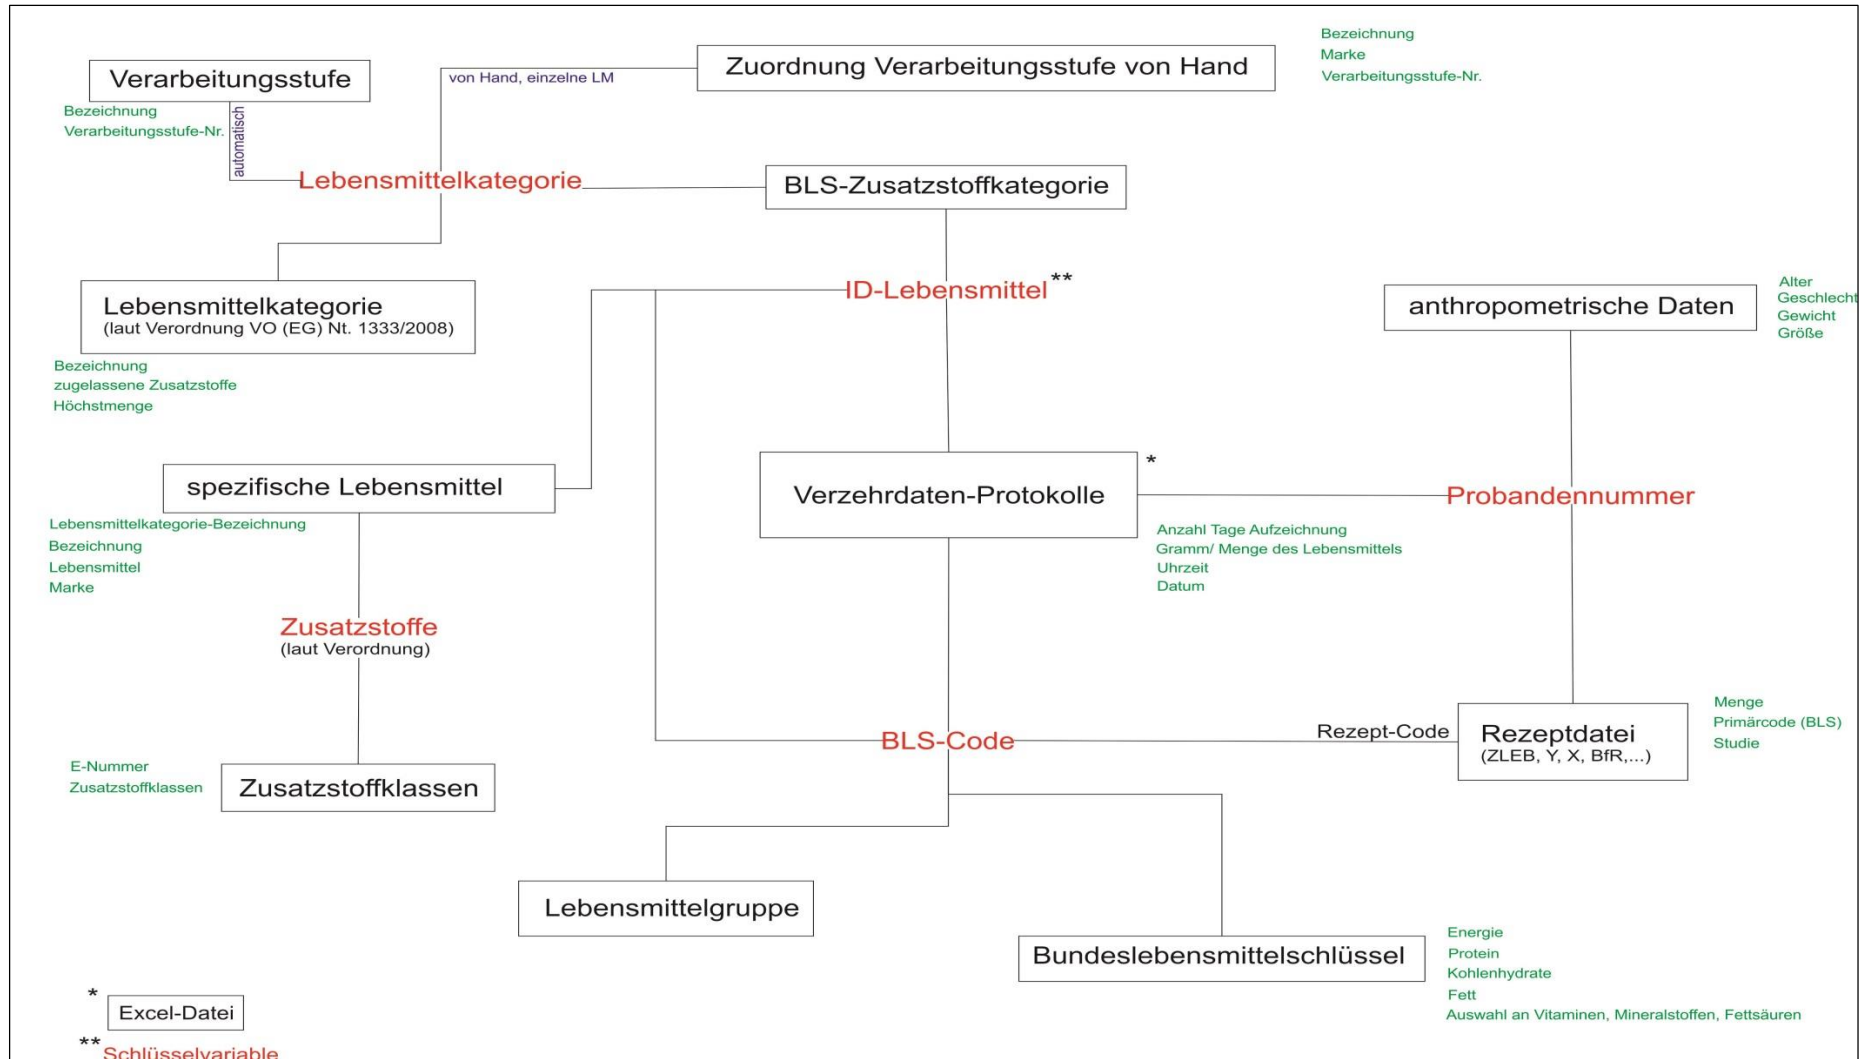 Verarbeitungsstufe
Bezeichnung
Verarbeitungsstufe-Nr.
automatisch
von Hand, einzelne LM
Zuordnung Verarbeitungsstufe von Hand
Bezeichnung
Marke
Verarbeitungsstufe-Nr.
Lebensmittelkategorie
BLS-Zusatzstoffkategorie
Lebensmittelkategorie
(laut Verordnung VO (EG) Nt. 1333/2008)
Bezeichnung
zugelassene Zusatzstoffe
Höchstmenge
ID-Lebensmittel**
anthropometrische Daten
Alter
Geschlecht
Gewicht
Größe
spezifische Lebensmittel
Lebensmittelkategorie-Bezeichnung
Bezeichnung
Lebensmittel
Marke
Verzehrdaten-Protokolle
*
Anzahl Tage Aufzeichnung
Gramm/ Menge des Lebensmittels
Uhrzeit
Datum
Probandennummer
Zusatzstoffe
(laut Verordnung)
BLS-Code
Rezept-Code
Rezeptdatei
(ZLEB, Y, X, BfR,...)
Menge
Primärcode (BLS)
Studie
E-Nummer
Zusatzstoffklassen
Zusatzstoffklassen
Lebensmittelgruppe
Bundeslebensmittelschlüssel
Energie
Protein
Kohlenhydrate
Fett
Auswahl an Vitaminen, Mineralstoffen, Fettsäuren
* Excel-Datei
** Schlüsselvariable